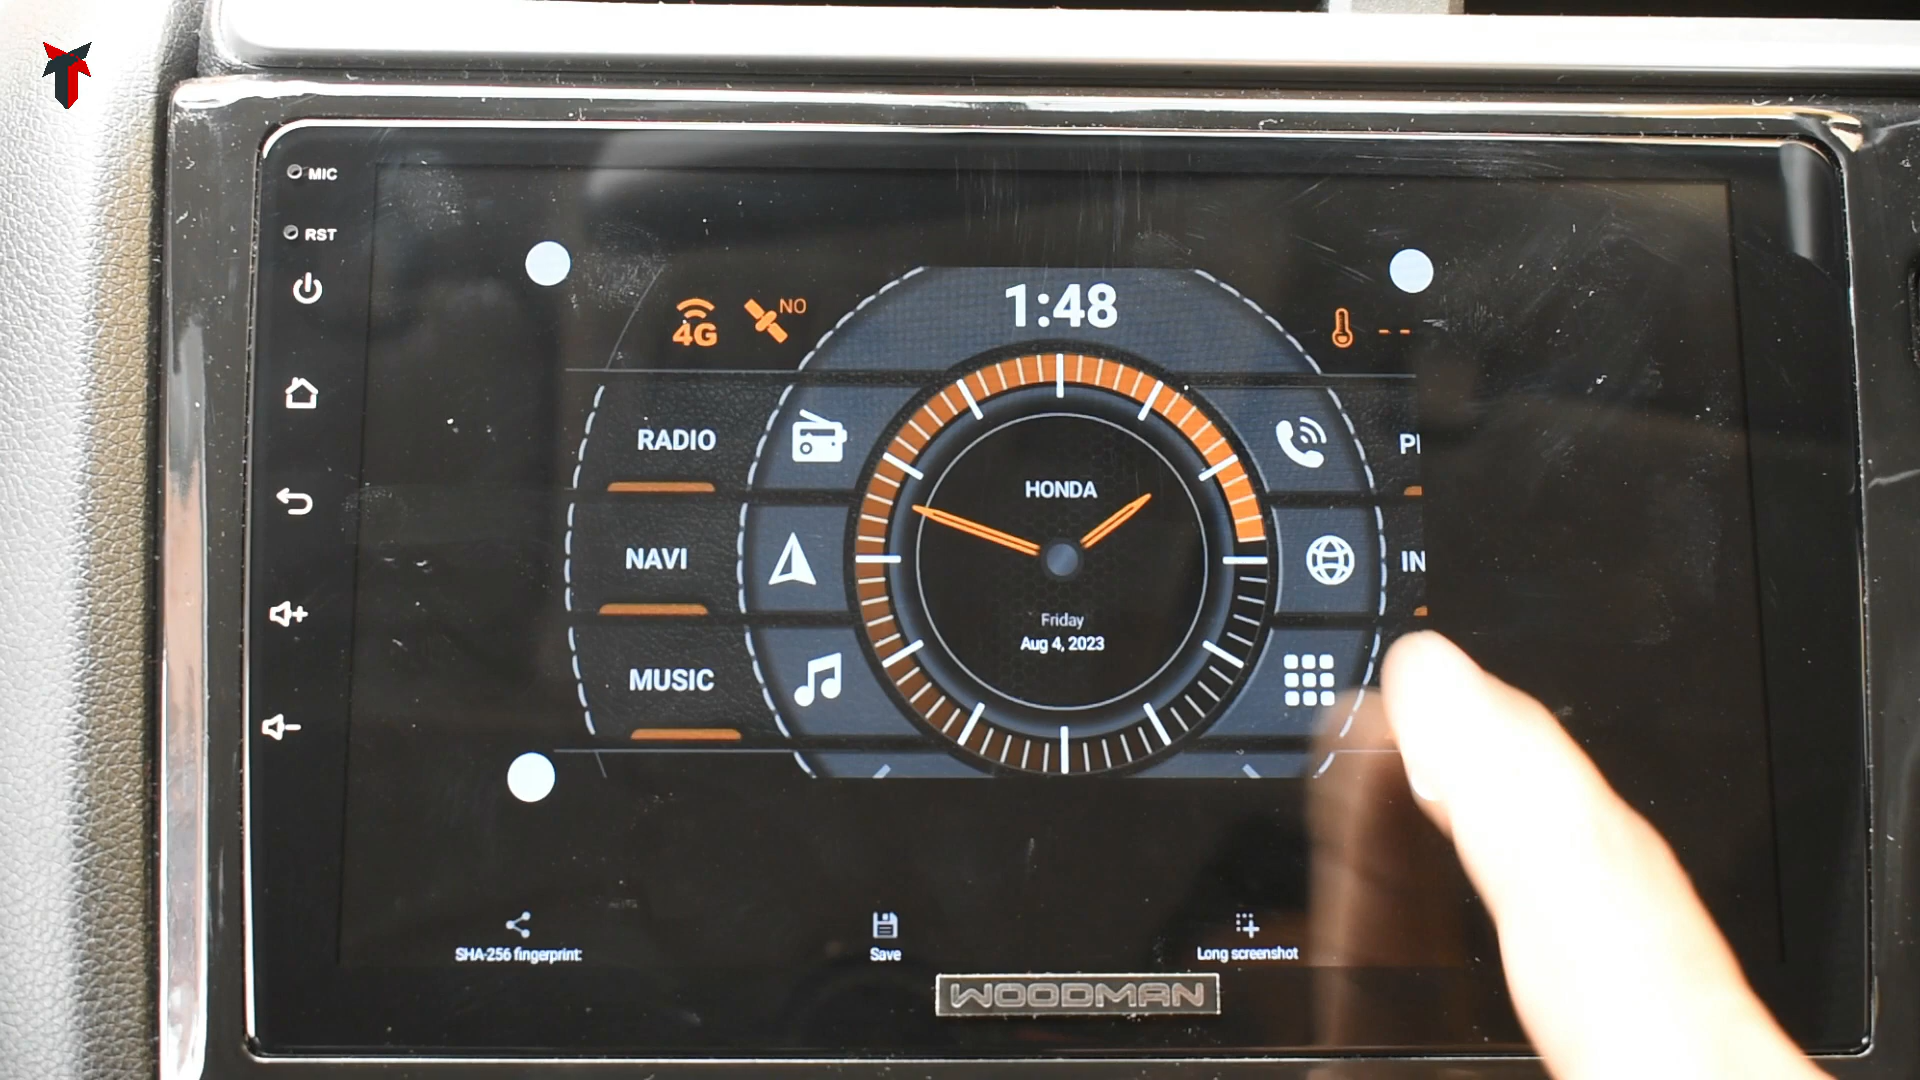 MIC
RST
4G
NO
1:48
- -
RADIO
HONDA
NAVI
Friday
Aug 4, 2023
MUSIC
SHA-256 fingerprint:
Save
Long screenshot
WOODMAN